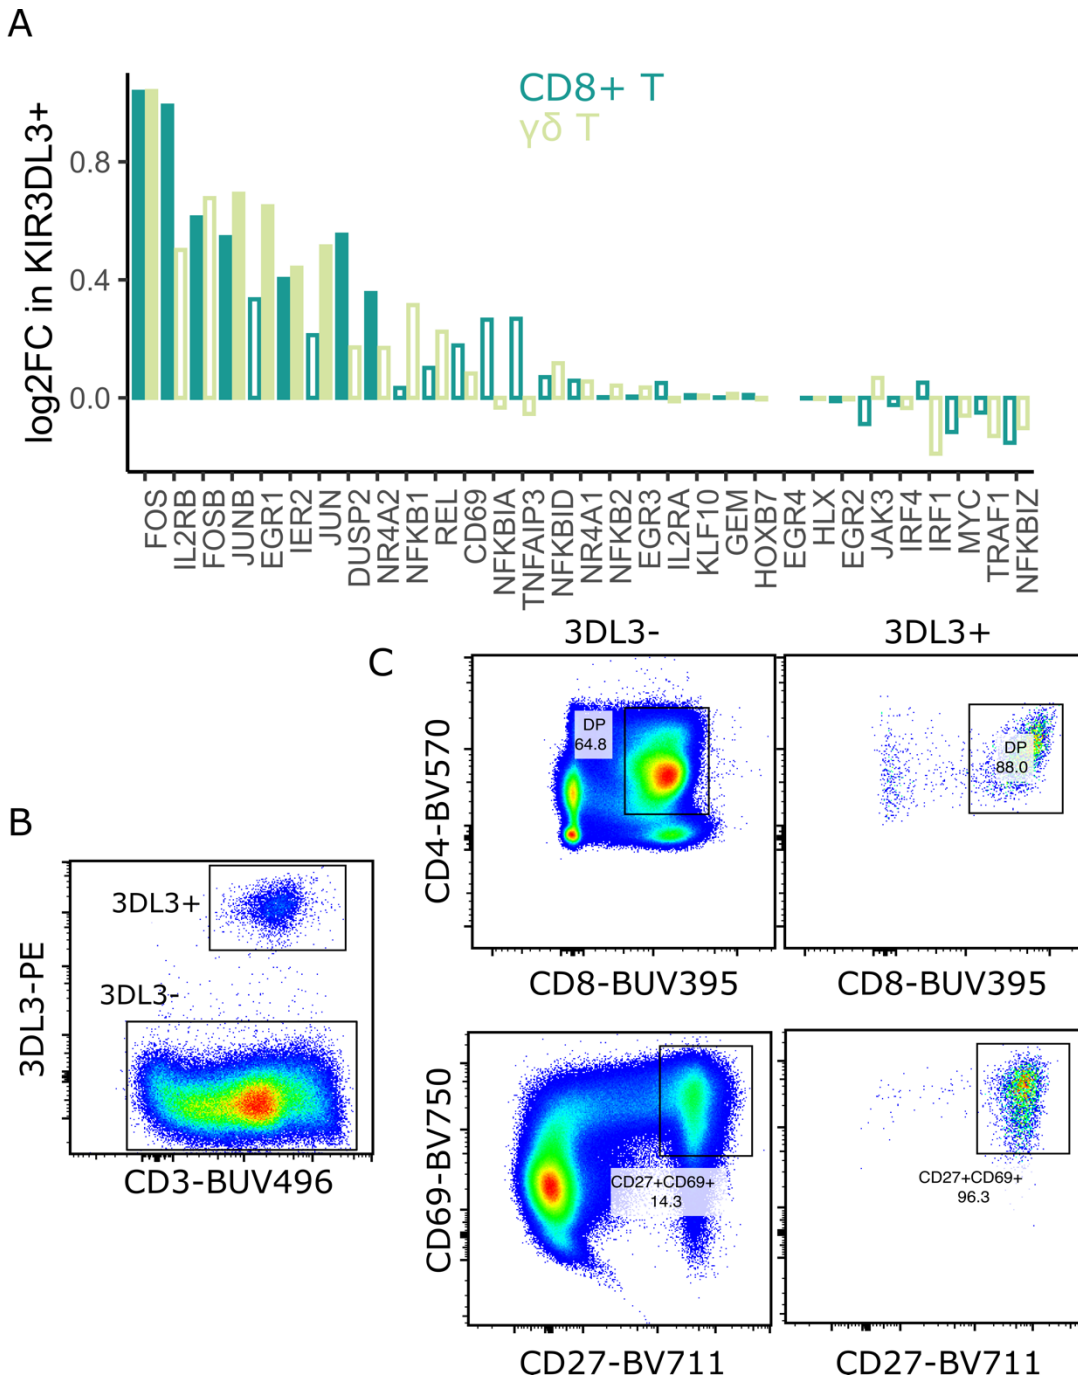 A
log2FC in KIR3DL3+
0.8
0.4
0.0
CD8+ T
γδ T
FOS
IL2RB
FOSB
JUNB
EGR1
IER2
JUN
DUSP2
NR4A2
NFKB1
REL
CD69
NFKBIA
TNFAIP3
NFKBID
NR4A1
NFKB2
EGR3
IL2RA
KLF10
GEM
HOXB7
EGR4
HLX
EGR2
JAK3
IRF4
IRF1
MYC
TRAF1
NFKBIZ
B
3DL3-PE
3DL3+
3DL3-
CD3-BUV496
C
3DL3-
3DL3+
CD4-BV570
DP
64.8
DP
88.0
CD8-BUV395
CD8-BUV395
CD69-BV750
CD27+CD69+
14.3
CD27+CD69+
96.3
CD27-BV711
CD27-BV711